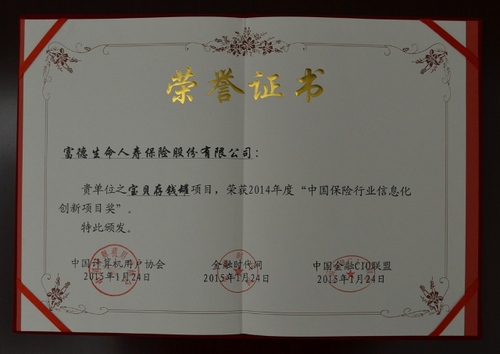 荣誉证书
富德生命人寿保险股份有限公司：
贵单位之宝贝存钱罐项目，荣获2014年度“中国保险行业信息化
创新项目奖”。
特此颁发。
中国计算机用户协会 金融时代网 中国金融CIO联盟
2015年1月24日 2015年1月24日 2015年1月24日